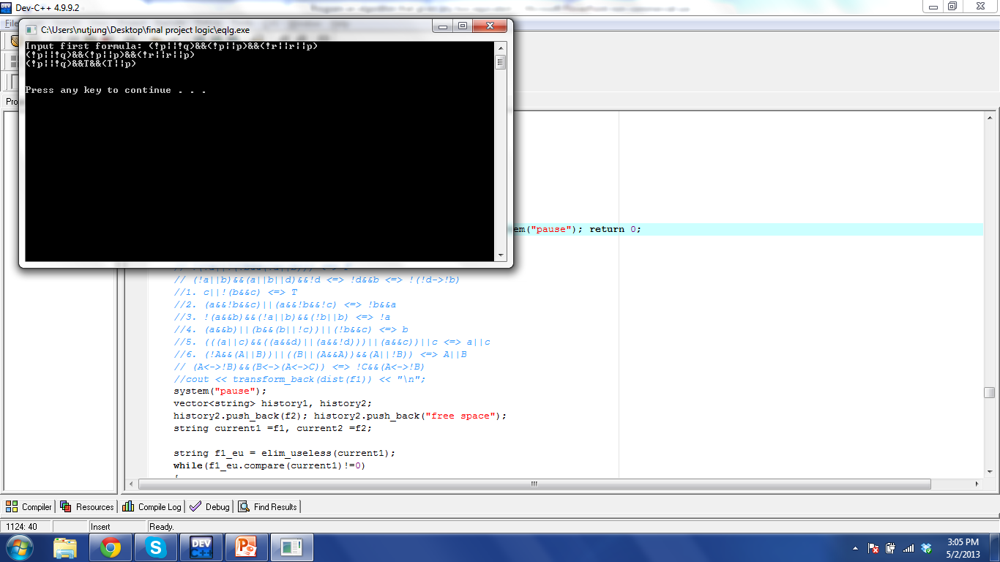 Dev-C++ 4.9.9.2
C:\Users\nutjung\Desktop\final project logic\eqlg.exe
Input first formula: (!p||!q)&&(!p||p)&&(!r||r||p)
(!p||!q)&&(!p||p)&&(!r||r||p)
(!p||!q)&&T&&(T||p)
Press any key to continue . . .
em("pause"); return 0;
// (!a||b)&&(a||b||d)&&!d <=> !d&&b <=> !(!d->!b)
//1. c||!(b&&c) <=> T
//2. (a&&!b&&c)||(a&&!b&&!c) <=> !b&&a
//3. !(a&&b)&&(!a||b)&&(!b||b) <=> !a
//4. (a&&b)||(b&&(b||!c))||(!b&&c) <=> b
//5. (((a||c)&&((a&&d)||(a&&!d)))||(a&&c))||c <=> a||c
//6. (!A&&(A||B))||((B||(A&&A))&&(A||!B)) <=> A||B
// (A<->!B)&&(B<->(A<->C)) <=> !C&&(A<->!B)
//cout << transform_back(dist(f1)) << "\n";
system("pause");
vector<string> history1, history2;
history2.push_back(f2); history2.push_back("free space");
string current1 =f1, current2 =f2;
string f1_eu = elim_useless(current1);
while(f1_eu.compare(current1)!=0)
Compiler Resources Compile Log Debug Find Results
1124: 40 Insert Ready.
3:05 PM
5/2/2013